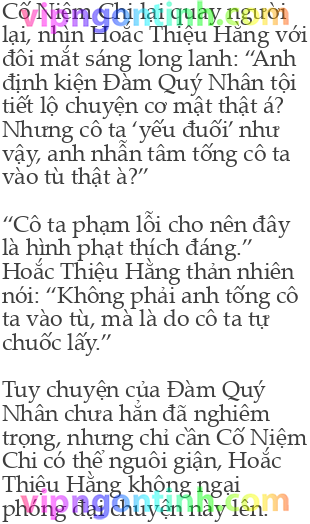 Cố Niệm Chi lại quay người
lại, nhìn Hoắc Thiệu Hằng với
đôi mắt sáng long lanh: “Anh
định kiện Đàm Quý Nhân tội
tiết lộ chuyện cơ mật thật á?
Nhưng cô ta ‘yếu đuối’ như
vậy, anh nhẫn tâm tống cô ta
vào tù thật à?”
“Cô ta phạm lỗi cho nên đây
là hình phạt thích đáng.”
Hoắc Thiệu Hằng thản nhiên
nói: “Không phải anh tống cô
ta vào tù, mà là do cô ta tự
chuốc lấy.”
Tuy chuyện của Đàm Quý
Nhân chưa hẳn đã nghiêm
trọng, nhưng chỉ cần Cố Niệm
Chi có thể nguôi giận, Hoắc
Thiệu Hằng không ngại
phóng đại chuyện này lên.
vipngontinh.com
vipngontinh.com